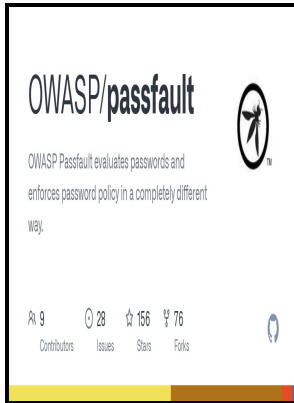 OWASP/passfault
OWASP Passfault evaluates passwords and
enforces password policy in a completely different
way.
9 28 156 76
Contributors Issues Stars Forks
TM